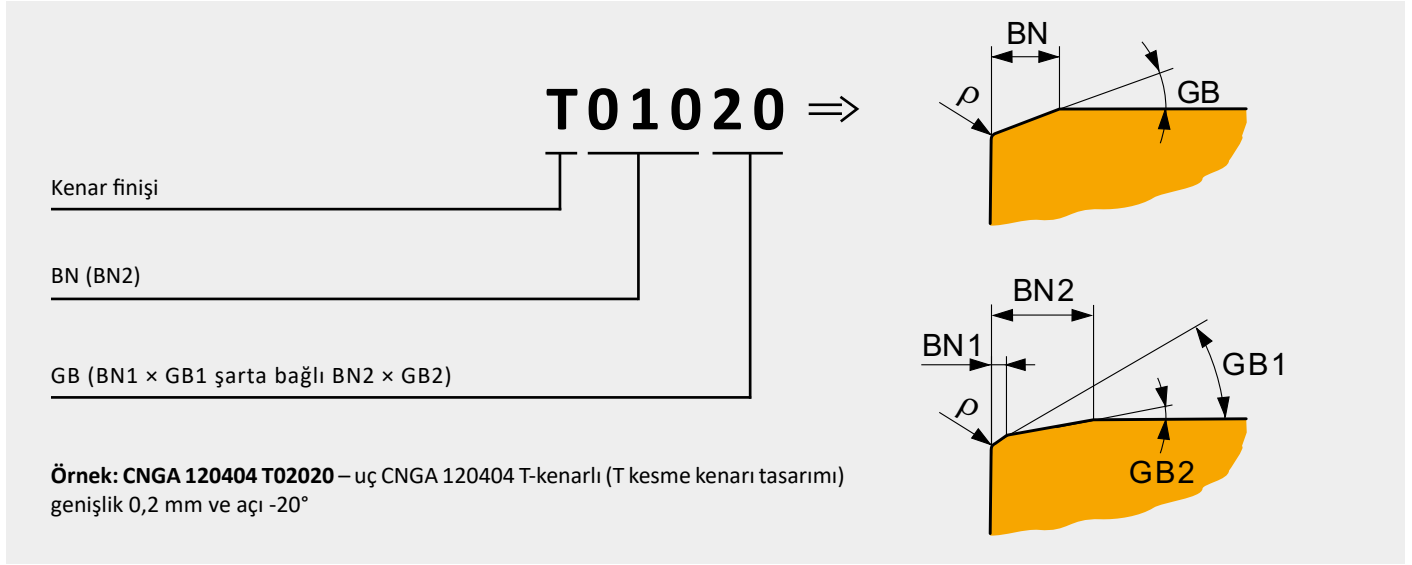 T01020 ⇒
Kenar finişi
BN (BN2)
GB (BN1 × GB1 şarta bağlı BN2 × GB2)
Örnek: CNGA 120404 T02020 – uç CNGA 120404 T-kenarlı (T kesme kenarı tasarımı)
genişlik 0,2 mm ve açı -20°
BN
ρ
GB
BN2
BN1
GB1
ρ
GB2